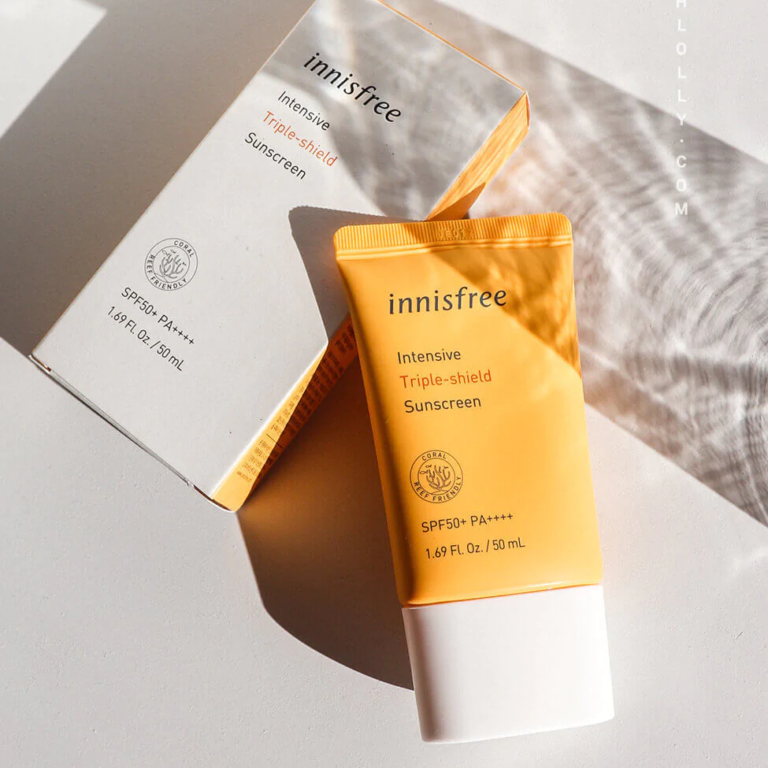 innisfree
Intensive
Triple-shield
Sunscreen
CORAL
REEF FRIENDLY
SPF50+ PA++++
1.69 Fl. Oz. / 50 mL
innisfree
Intensive
Triple-shield
Sunscreen
CORAL
REEF FRIENDLY
SPF50+ PA++++
1.69 Fl. Oz. / 50 mL
HLOLLY.COM